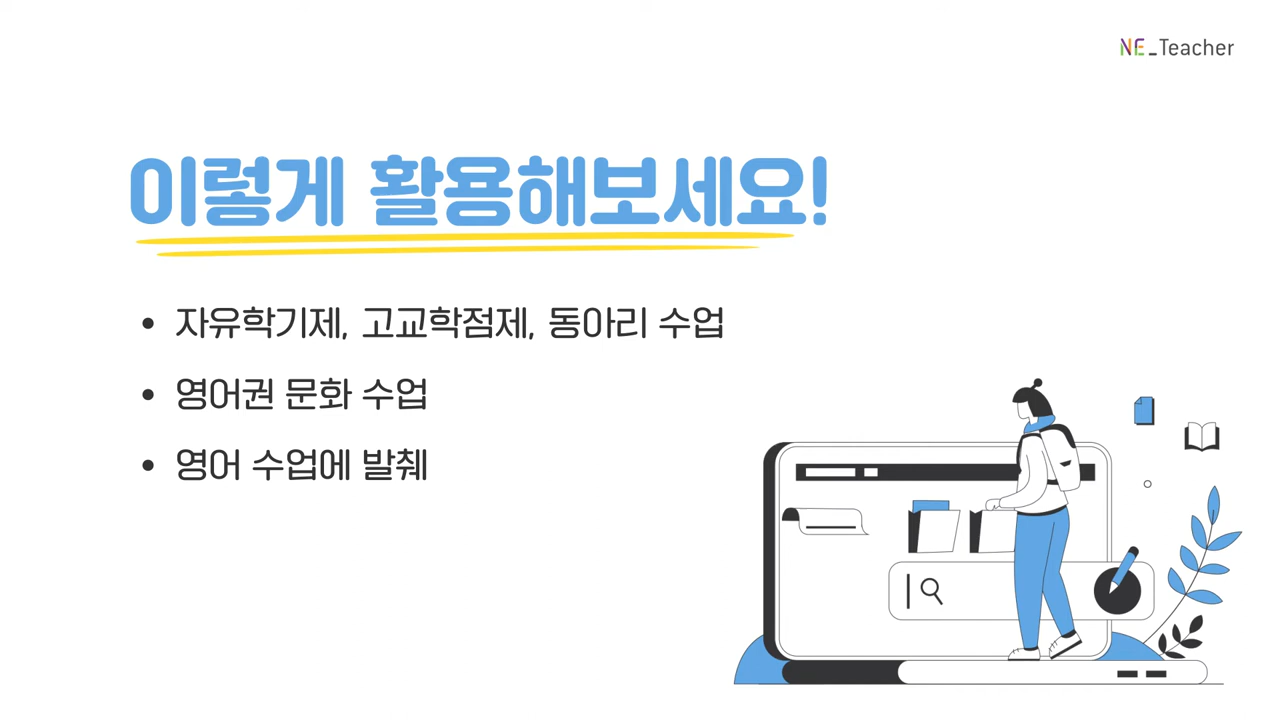 NE_Teacher
이렇게 활용해보세요!
자유학기제, 고교학점제, 동아리 수업
영어권 문화 수업
영어 수업에 발췌